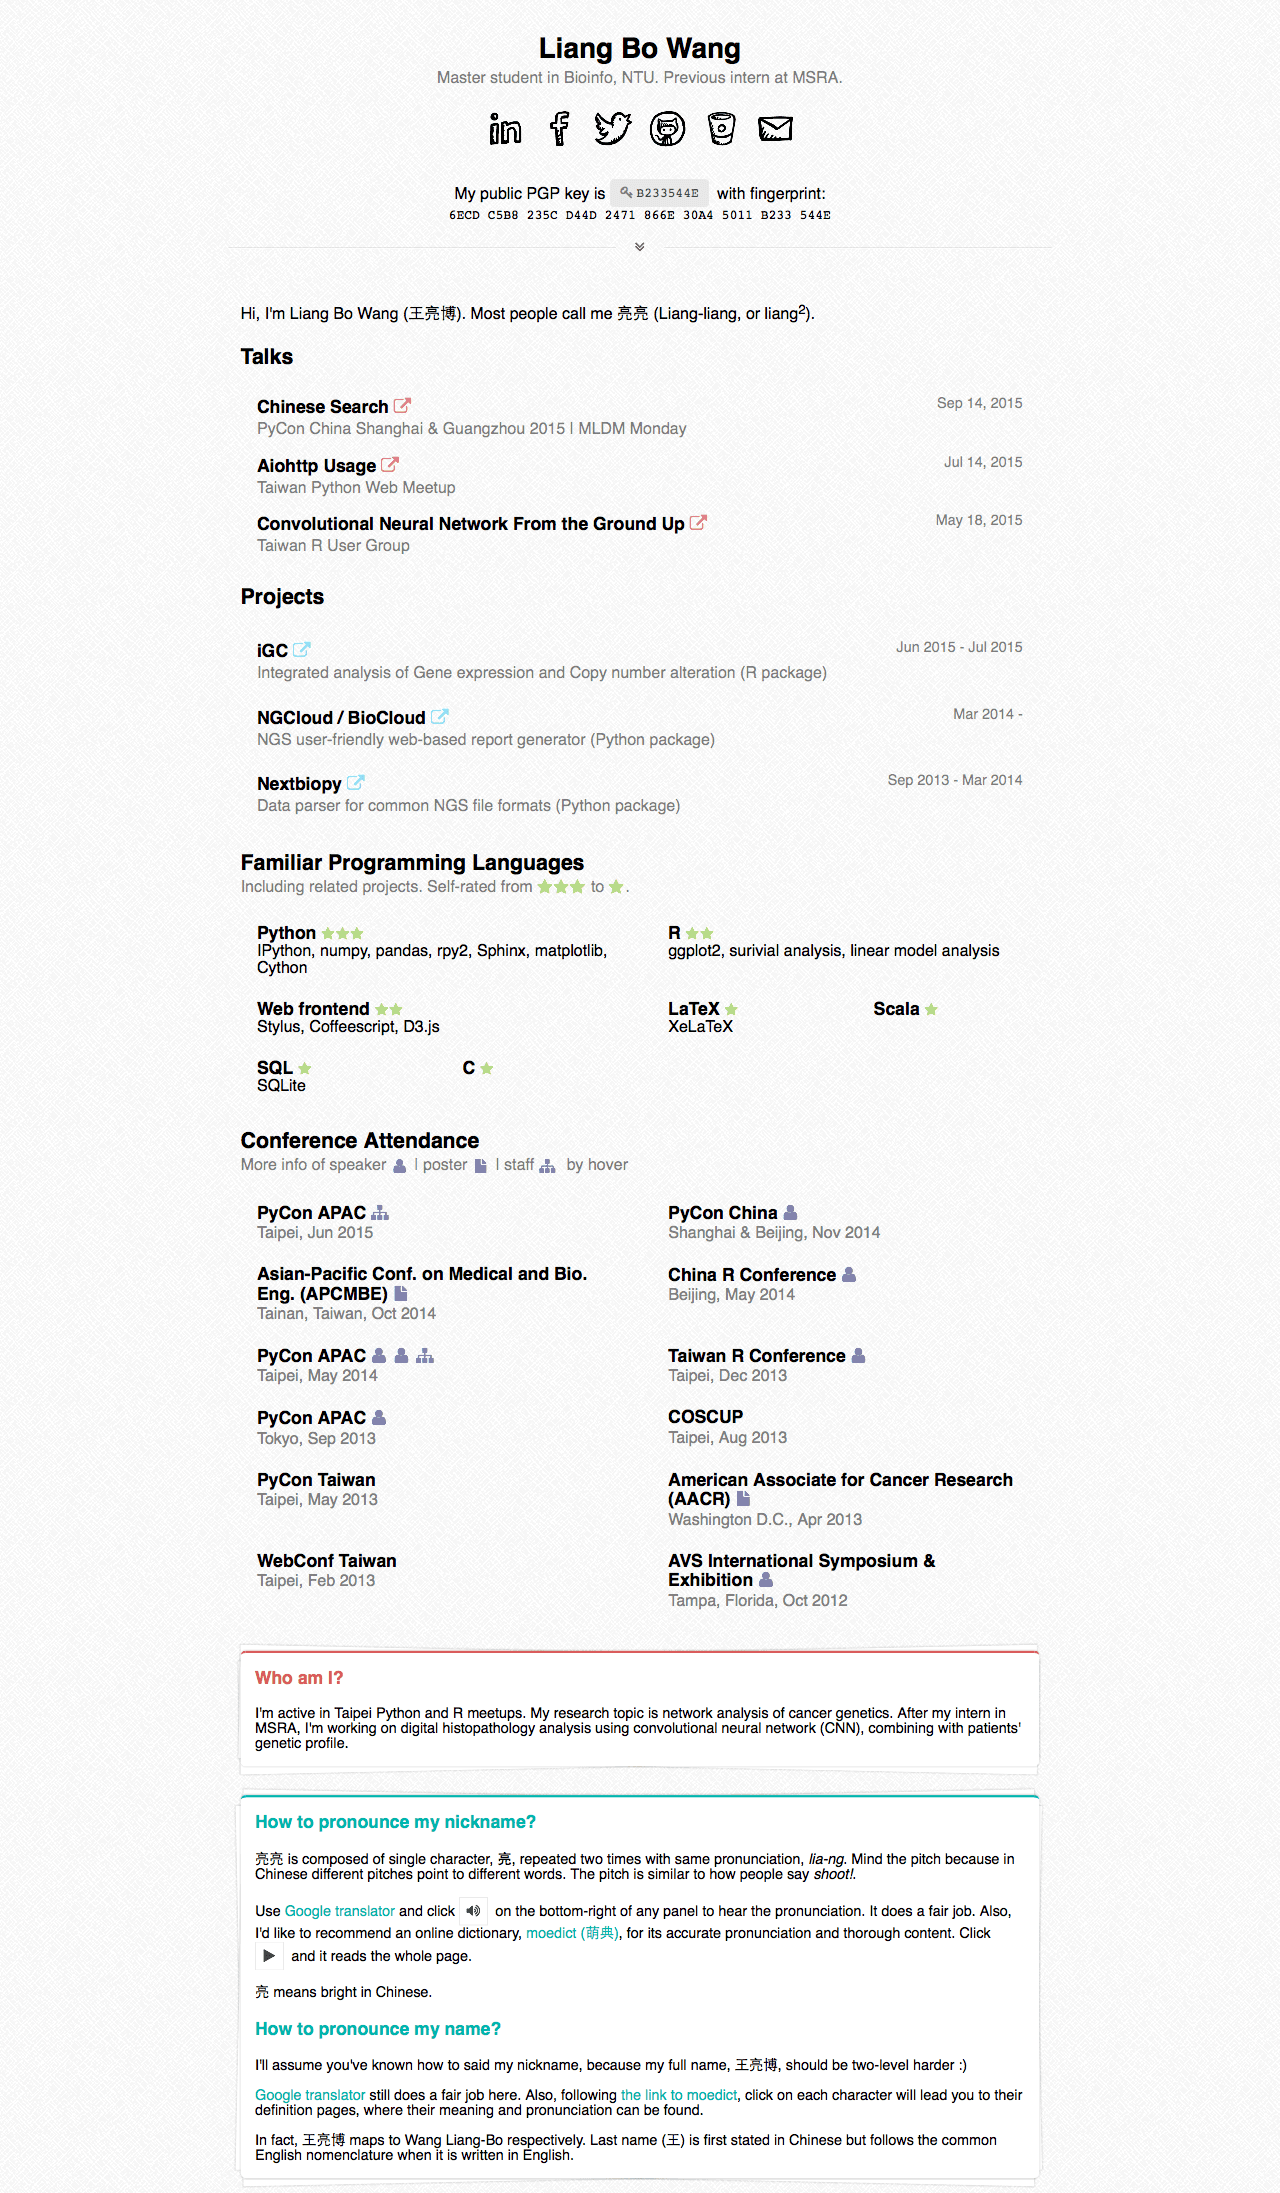 Liang Bo Wang
Master student in Bioinfo, NTU. Previous intern at MSRA.
My public PGP key is B233544E with fingerprint:
6ECD C5B8 235C D44D 2471 866E 30A4 5011 B233 544E
Hi, I'm Liang Bo Wang (王亮博). Most people call me 亮亮 (Liang-liang, or liang2).
Talks
Chinese Search Sep 14, 2015
PyCon China Shanghai & Guangzhou 2015 | MLDM Monday
Aiohttp Usage Jul 14, 2015
Taiwan Python Web Meetup
Convolutional Neural Network From the Ground Up May 18, 2015
Taiwan R User Group
Projects
iGC Jun 2015 - Jul 2015
Integrated analysis of Gene expression and Copy number alteration (R package)
NGCloud / BioCloud Mar 2014 -
NGS user-friendly web-based report generator (Python package)
Nextbiopy Sep 2013 - Mar 2014
Data parser for common NGS file formats (Python package)
Familiar Programming Languages
Including related projects. Self-rated from ★★★ to ★.
Python ★★★
IPython, numpy, pandas, rpy2, Sphinx, matplotlib,
Cython
R ★★
ggplot2, surivial analysis, linear model analysis
Web frontend ★★
Stylus, Coffeescript, D3.js
LaTeX ★
XeLaTeX
Scala ★
SQL ★
SQLite
C ★
Conference Attendance
More info of speaker | poster | staff by hover
PyCon APAC
Taipei, Jun 2015
PyCon China
Shanghai & Beijing, Nov 2014
Asian-Pacific Conf. on Medical and Bio.
Eng. (APCMBE)
Tainan, Taiwan, Oct 2014
China R Conference
Beijing, May 2014
PyCon APAC
Taipei, May 2014
Taiwan R Conference
Taipei, Dec 2013
PyCon APAC
Tokyo, Sep 2013
COSCUP
Taipei, Aug 2013
PyCon Taiwan
Taipei, May 2013
American Associate for Cancer Research
(AACR)
Washington D.C., Apr 2013
WebConf Taiwan
Taipei, Feb 2013
AVS International Symposium &
Exhibition
Tampa, Florida, Oct 2012
Who am I?
I'm active in Taipei Python and R meetups. My research topic is network analysis of cancer genetics. After my intern in
MSRA, I'm working on digital histopathology analysis using convolutional neural network (CNN), combining with patients'
genetic profile.
How to pronounce my nickname?
亮亮 is composed of single character, 亮, repeated two times with same pronunciation, lia-ng. Mind the pitch because in
Chinese different pitches point to different words. The pitch is similar to how people say shoot!.
Use Google translator and click on the bottom-right of any panel to hear the pronunciation. It does a fair job. Also,
I'd like to recommend an online dictionary, moedict (萌典), for its accurate pronunciation and thorough content. Click
and it reads the whole page.
亮 means bright in Chinese.
How to pronounce my name?
I'll assume you've known how to said my nickname, because my full name, 王亮博, should be two-level harder :)
Google translator still does a fair job here. Also, following the link to moedict, click on each character will lead you to their
definition pages, where their meaning and pronunciation can be found.
In fact, 王亮博 maps to Wang Liang-Bo respectively. Last name (王) is first stated in Chinese but follows the common
English nomenclature when it is written in English.